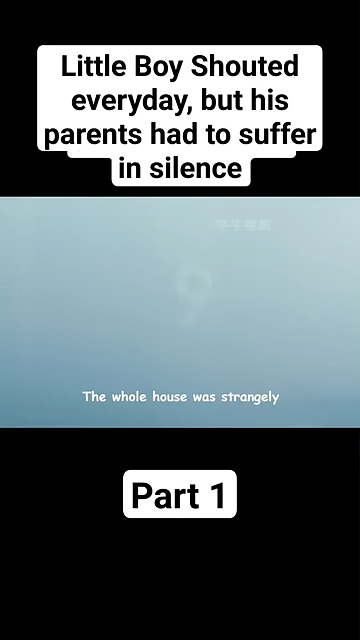 Little Boy Shouted
everyday, but his
parents had to suffer
in silence
9
The whole house was strangely
Part 1